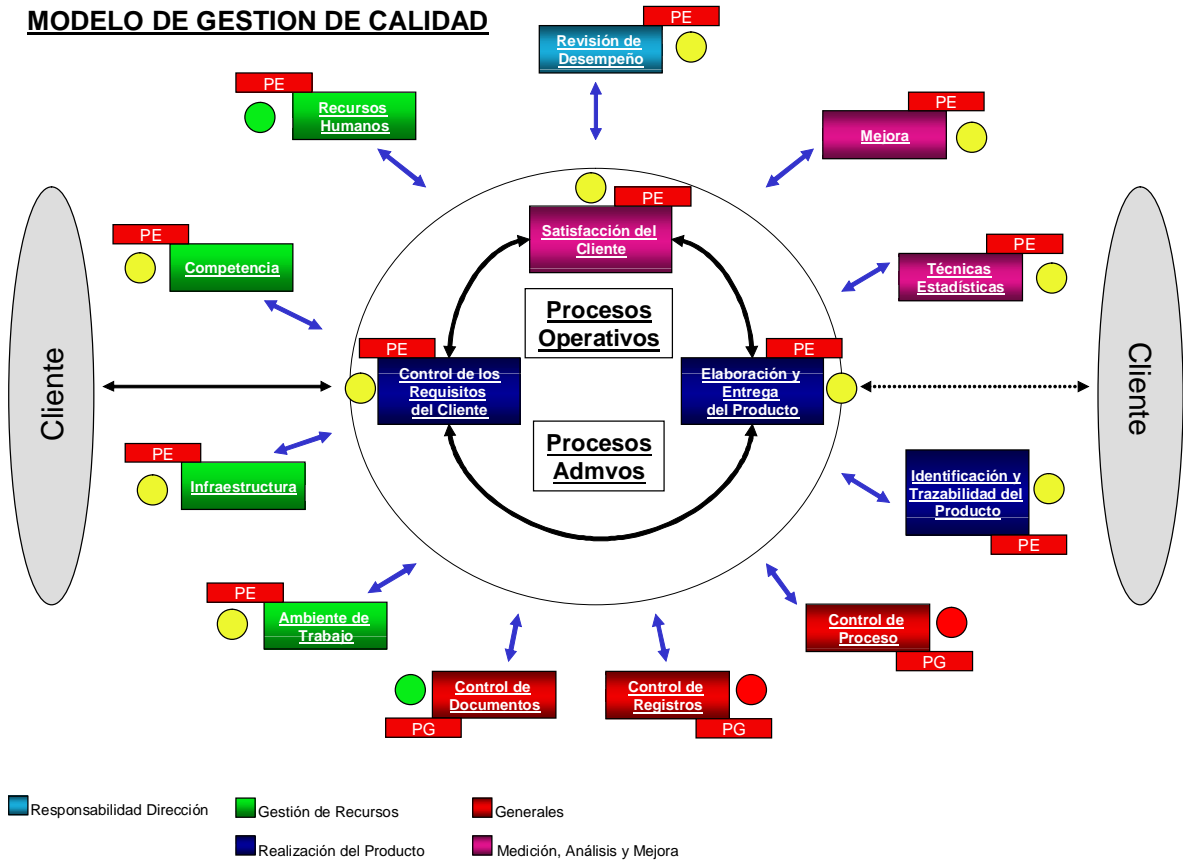 MODELO DE GESTION DE CALIDAD
PE
Revisión de
Desempeño
PE
Recursos
Humanos
PE
Mejora
PE
Satisfacción del
Cliente
PE
Competencia
PE
Técnicas
Estadísticas
Procesos
Operativos
Cliente
PE
Control de los
Requisitos
del Cliente
PE
Elaboración y
Entrega
del Producto
Cliente
Procesos
Admvos
PE
Infraestructura
Identificación y
Trazabilidad del
Producto
PE
PE
Ambiente de
Trabajo
Control de
Proceso
PG
Control de
Documentos
PG
Control de
Registros
PG
Responsabilidad Dirección
Gestión de Recursos
Generales
Realización del Producto
Medición, Análisis y Mejora